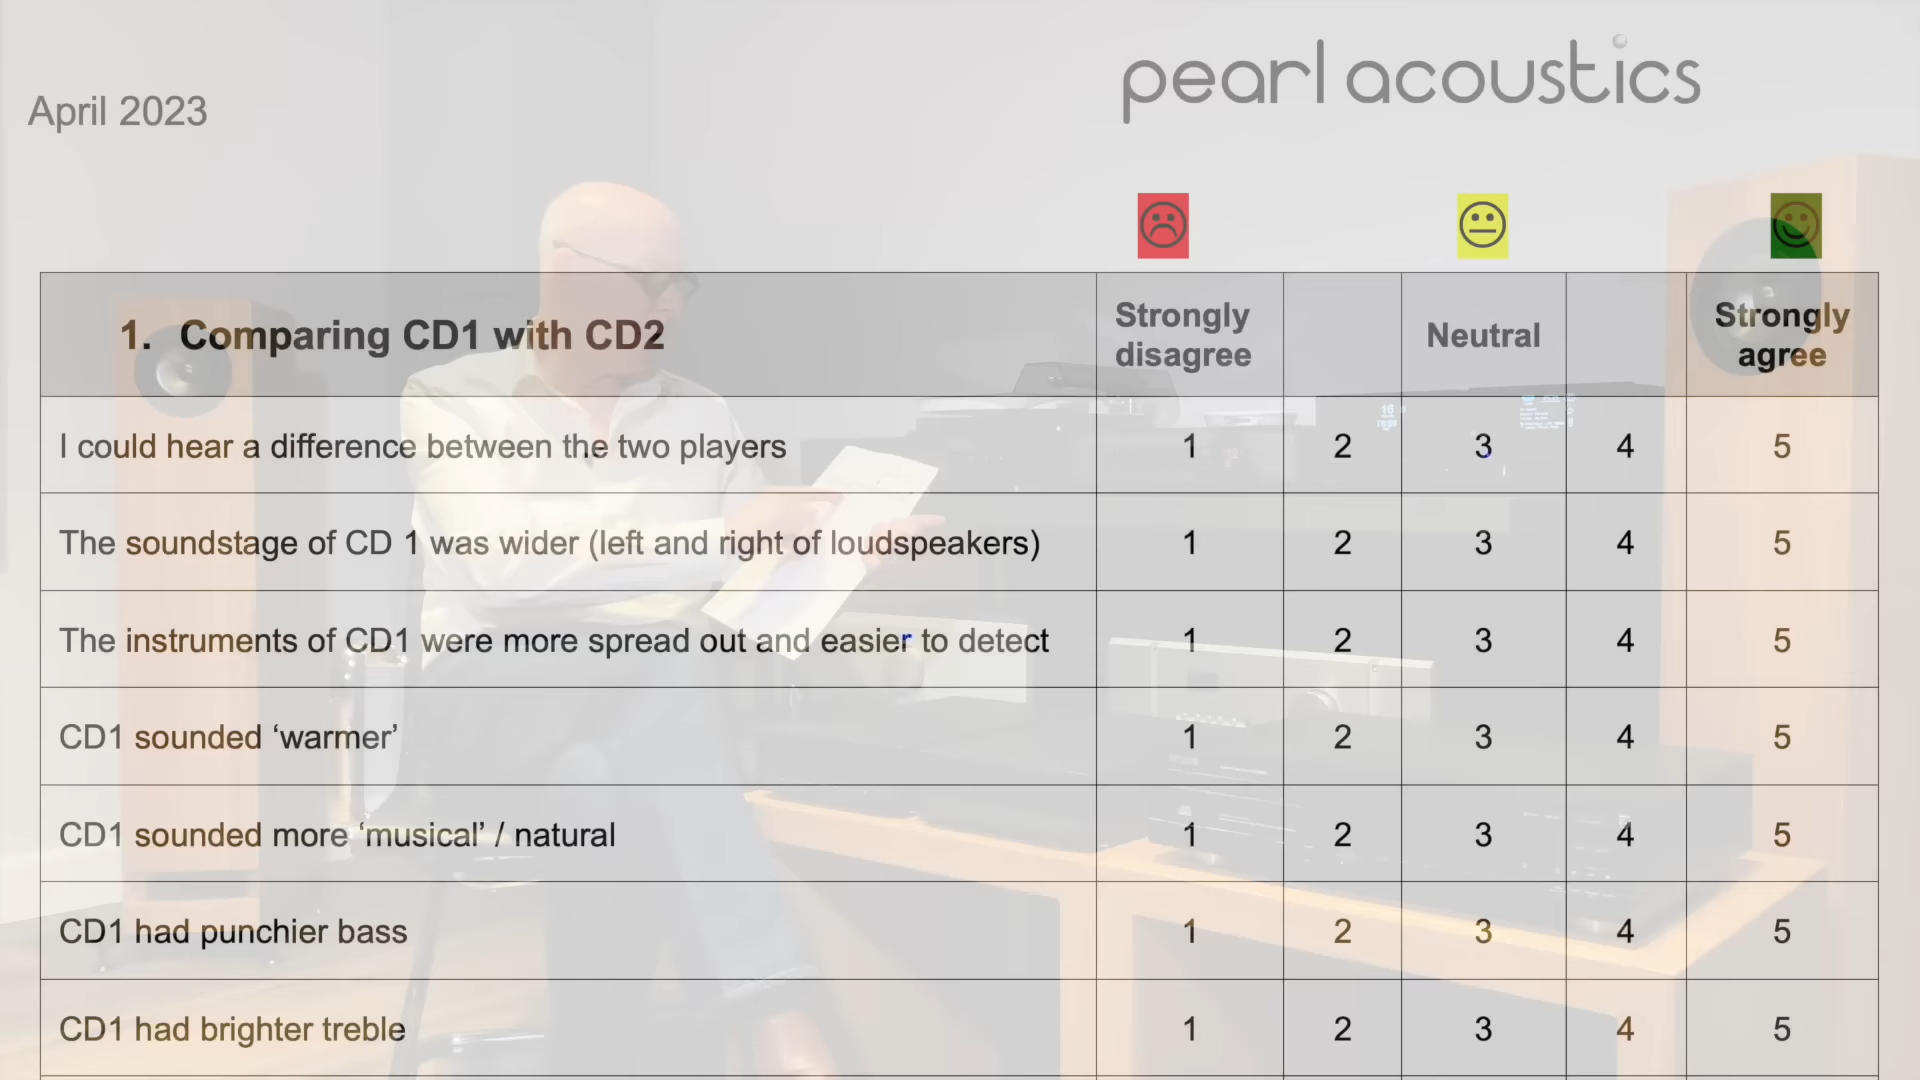 pearl acoustics
April 2023
1. Comparing CD1 with CD2
Strongly disagree
Neutral
Strongly agree
I could hear a difference between the two players 1 2 3 4 5
The soundstage of CD 1 was wider (left and right of loudspeakers) 1 2 3 4 5
The instruments of CD1 were more spread out and easier to detect 1 2 3 4 5
CD1 sounded ‘warmer’ 1 2 3 4 5
CD1 sounded more ‘musical’ / natural 1 2 3 4 5
CD1 had punchier bass 1 2 3 4 5
CD1 had brighter treble 1 2 3 4 5